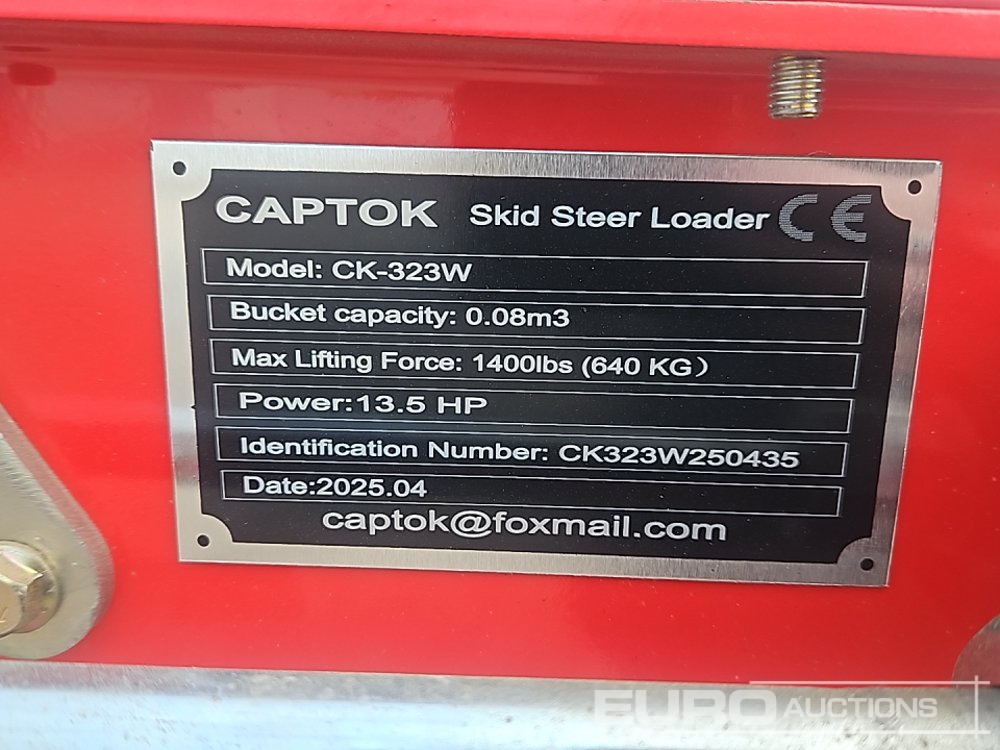 CAPTOK Skid Steer Loader CE
Model: CK-323W
Bucket capacity: 0.08m3
Max Lifting Force: 1400lbs (640 KG）
Power:13.5 HP
Identification Number: CK323W250435
Date:2025.04
captok@foxmail.com
EURO AUCTIONS